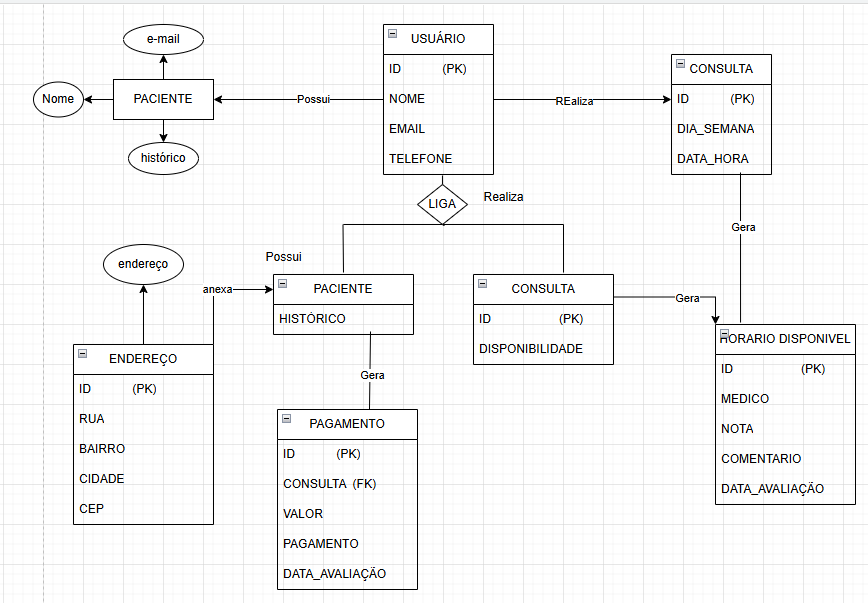 e-mail
Nome
PACIENTE
histórico
Possui
USUÁRIO
ID (PK)
NOME
EMAIL
TELEFONE
REaliza
CONSULTA
ID (PK)
DIA_SEMANA
DATA_HORA
LIGA
Realiza
Gera
endereço
Possui
anexa
PACIENTE
HISTÓRICO
CONSULTA
ID (PK)
DISPONIBILIDADE
Gera
HORARIO DISPONIVEL
ID (PK)
MEDICO
NOTA
COMENTARIO
DATA_AVALIAÇÃO
ENDEREÇO
ID (PK)
RUA
BAIRRO
CIDADE
CEP
Gera
PAGAMENTO
ID (PK)
CONSULTA (FK)
VALOR
PAGAMENTO
DATA_AVALIAÇÃO